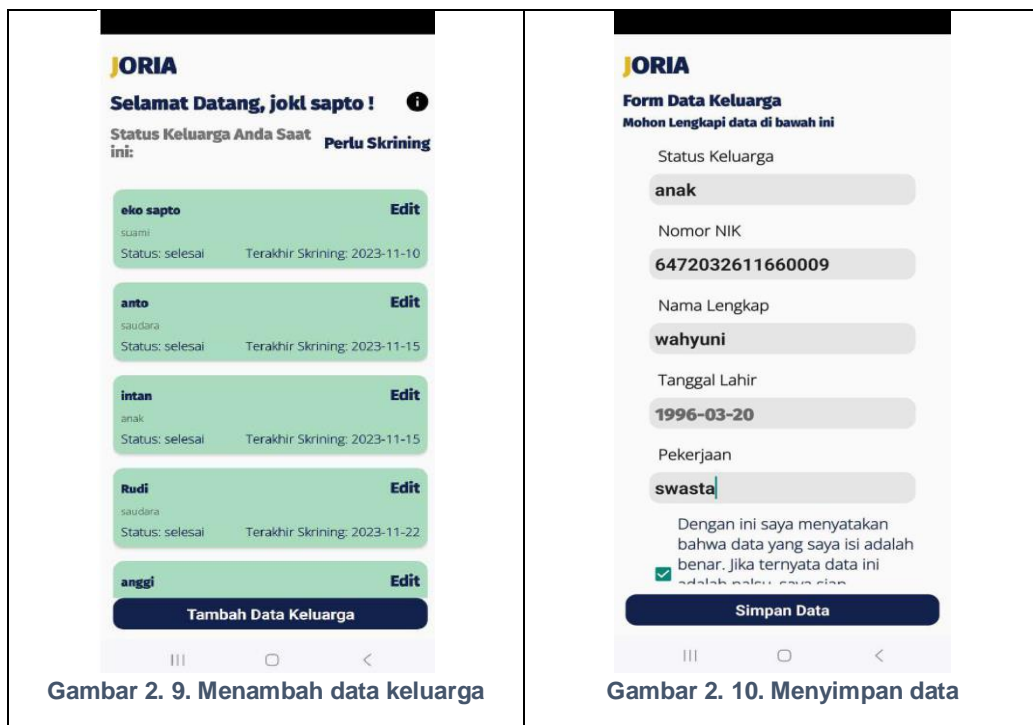 JORIA
Selamat Datang, jokl sapto !
Status Keluarga Anda Saat ini:
Perlu Skrining
eko sapto Edit
suami
Status: selesai Terakhir Skrining: 2023-11-10
anto Edit
saudara
Status: selesai Terakhir Skrining: 2023-11-15
intan Edit
anak
Status: selesai Terakhir Skrining: 2023-11-15
Rudi Edit
saudara
Status: selesai Terakhir Skrining: 2023-11-22
anggi Edit
Tambah Data Keluarga
Gambar 2. 9. Menambah data keluarga
JORIA
Form Data Keluarga
Mohon Lengkapi data di bawah ini
Status Keluarga
anak
Nomor NIK
6472032611660009
Nama Lengkap
wahyuni
Tanggal Lahir
1996-03-20
Pekerjaan
swasta
Dengan ini saya menyatakan
bahwa data yang saya isi adalah
benar. Jika ternyata data ini
adalah palsu, saya siap
Simpan Data
Gambar 2. 10. Menyimpan data